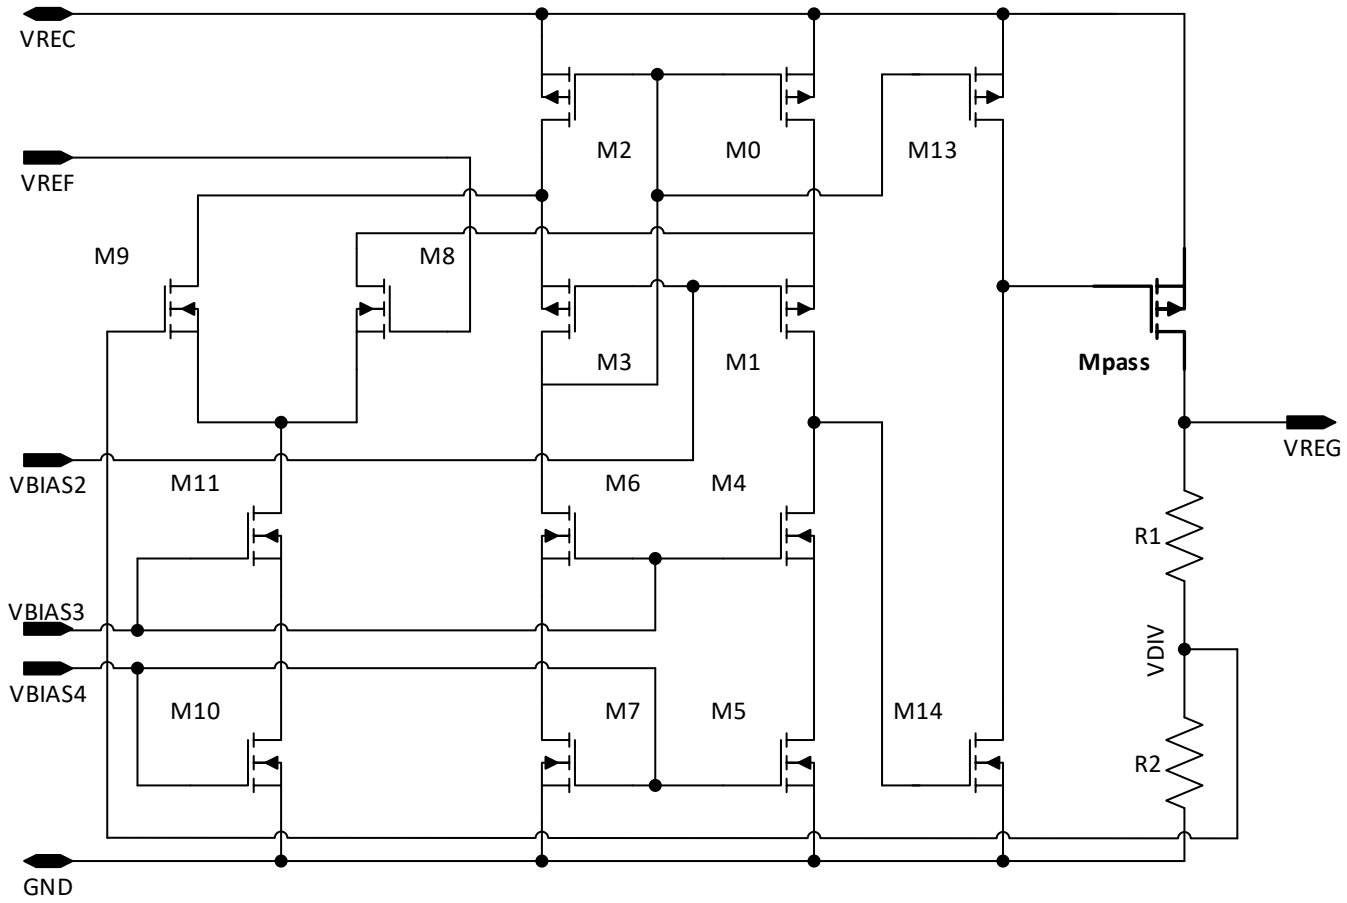 VREC
M2
M0
M13
VREF
M9
M8
M3
M1
Mpass
VREG
VBIAS2
M11
M6
M4
R1
VBIAS3
VDIV
VBIAS4
M10
M7
M5
M14
R2
GND